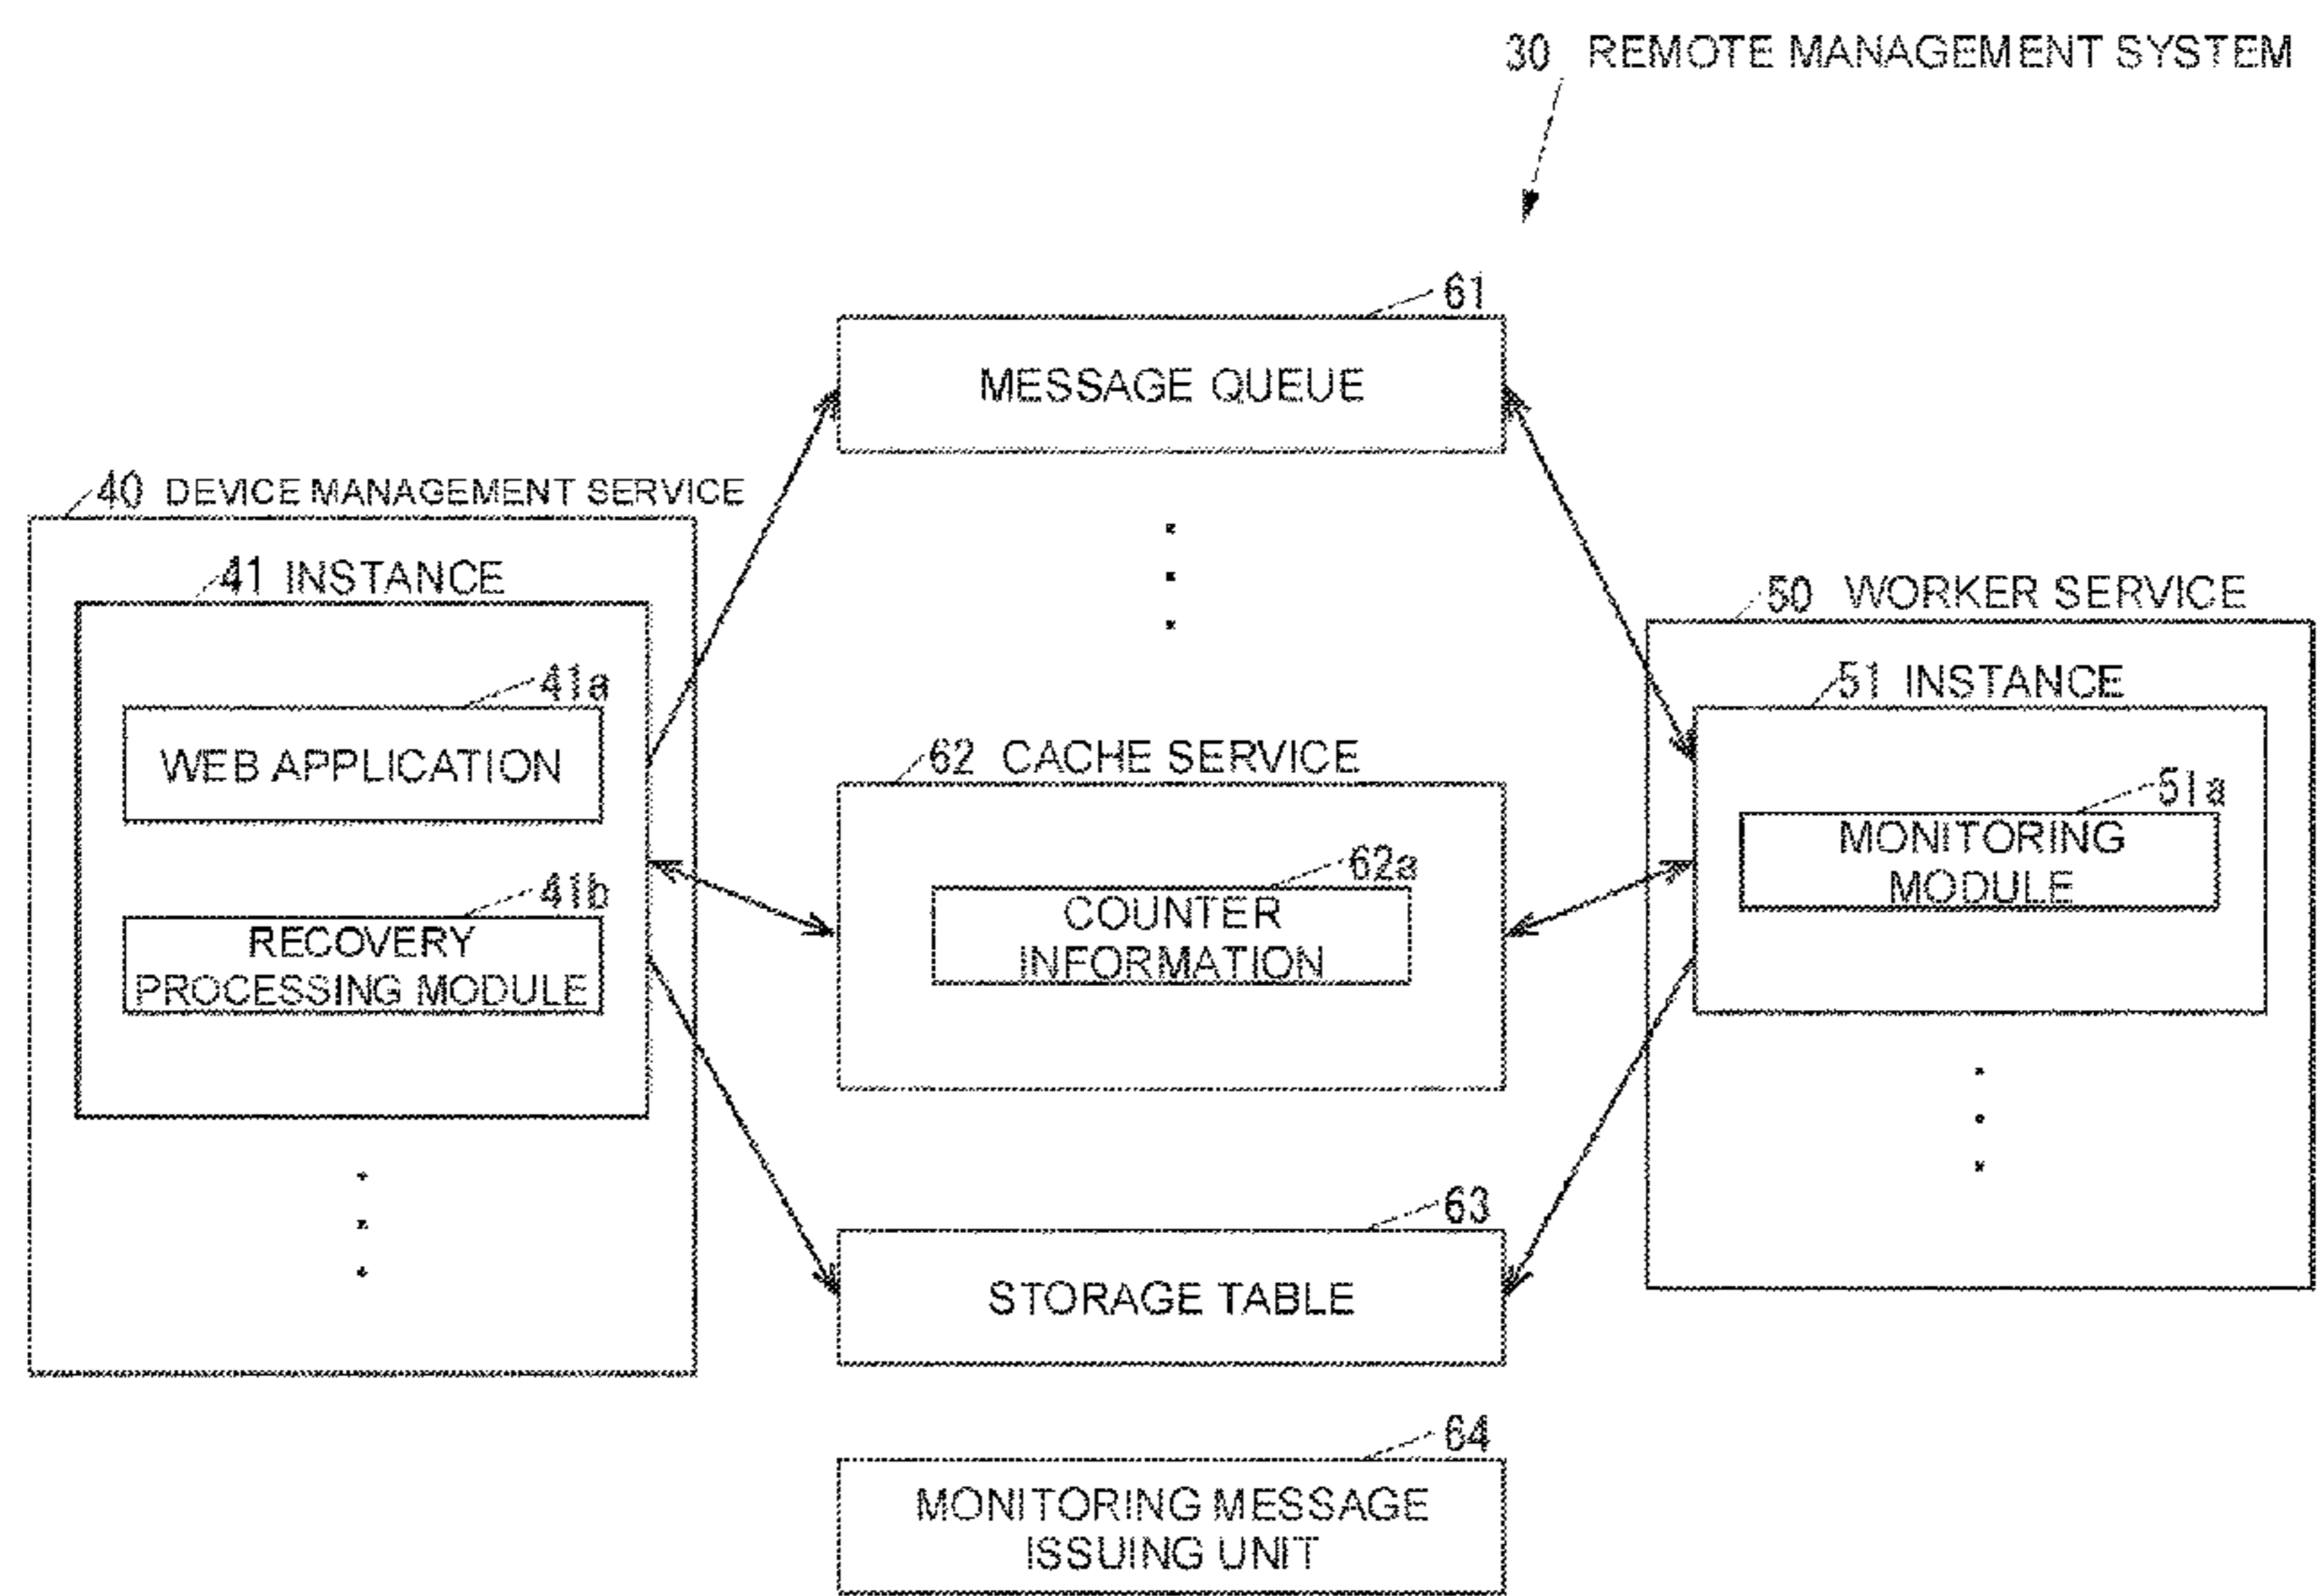 30 REMOTE MANAGEMENT SYSTEM
61
MESSAGE QUEUE
40 DEVICE MANAGEMENT SERVICE
41 INSTANCE
41a
WEB APPLICATION
41b
RECOVERY
PROCESSING MODULE
62 CACHE SERVICE
62a
COUNTER
INFORMATION
50 WORKER SERVICE
51 INSTANCE
51a
MONITORING
MODULE
63
STORAGE TABLE
64
MONITORING MESSAGE
ISSUING UNIT